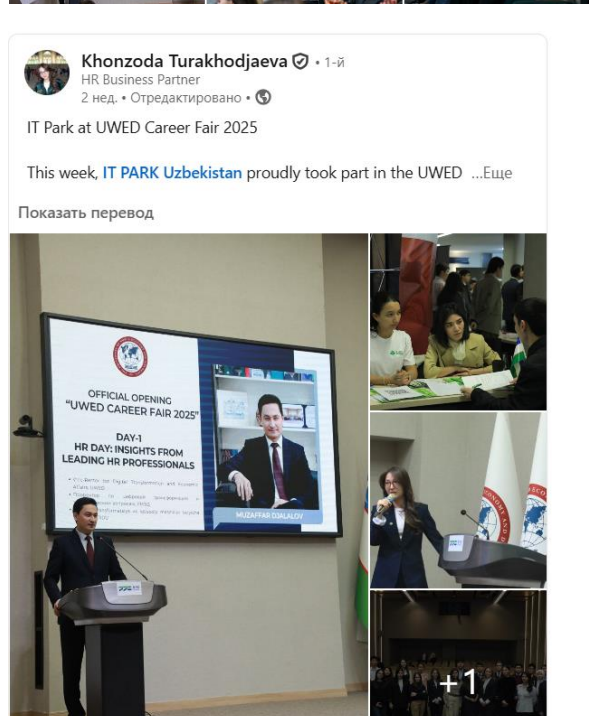 Khonzoda Turakhodjaeva • 1-й
HR Business Partner
2 нед. • Отредактировано •
IT Park at UWED Career Fair 2025
This week, IT PARK Uzbekistan proudly took part in the UWED ...Еще
Показать перевод
OFFICIAL OPENING
"UWED CAREER FAIR 2025"
DAY-1
HR DAY: INSIGHTS FROM
LEADING HR PROFESSIONALS
MUZAFFAR DJALALOV
+1